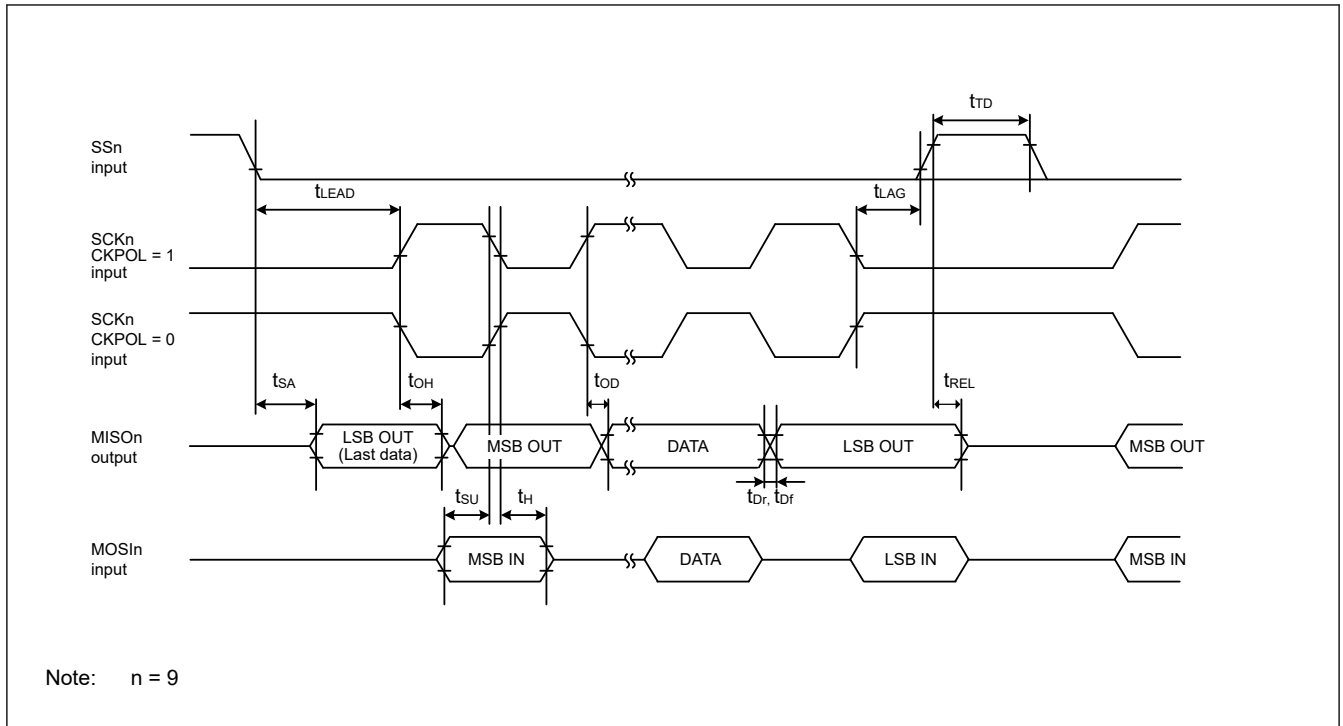 tTD
SSn
input
tLEAD
tLAG
SCKn
CKPOL = 1
input
SCKn
CKPOL = 0
input
tSA
tOH
tOD
tREL
MISOn
output
LSB OUT
(Last data)
MSB OUT
DATA
LSB OUT
MSB OUT
tSU
tH
tDr, tDf
MOSIn
input
MSB IN
DATA
LSB IN
MSB IN
Note: n = 9